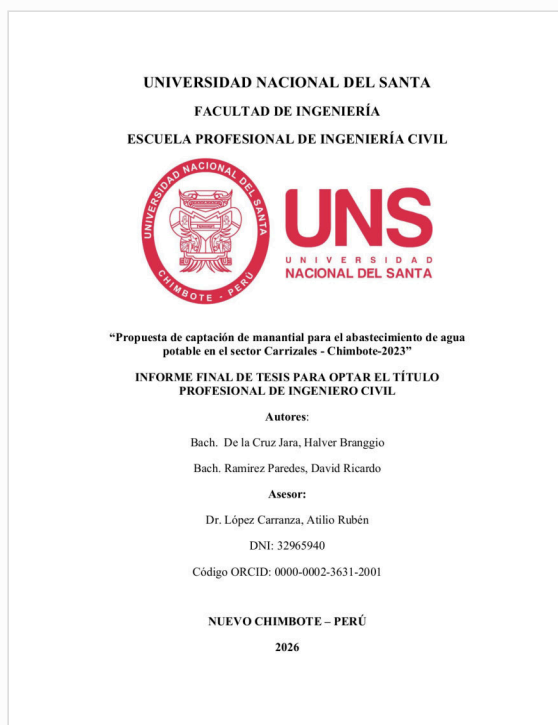 UNIVERSIDAD NACIONAL DEL SANTA
FACULTAD DE INGENIERÍA
ESCUELA PROFESIONAL DE INGENIERÍA CIVIL
UNIVERSIDAD NACIONAL DEL SANTA
CHIMBOTE - PERÚ
UNS
UNIVERSIDAD
NACIONAL DEL SANTA
“Propuesta de captación de manantial para el abastecimiento de agua
potable en el sector Carrizales - Chimbote-2023”
INFORME FINAL DE TESIS PARA OPTAR EL TÍTULO
PROFESIONAL DE INGENIERO CIVIL
Autores:
Bach. De la Cruz Jara, Halver Branggio
Bach. Ramirez Paredes, David Ricardo
Asesor:
Dr. López Carranza, Atilio Rubén
DNI: 32965940
Código ORCID: 0000-0002-3631-2001
NUEVO CHIMBOTE – PERÚ
2026